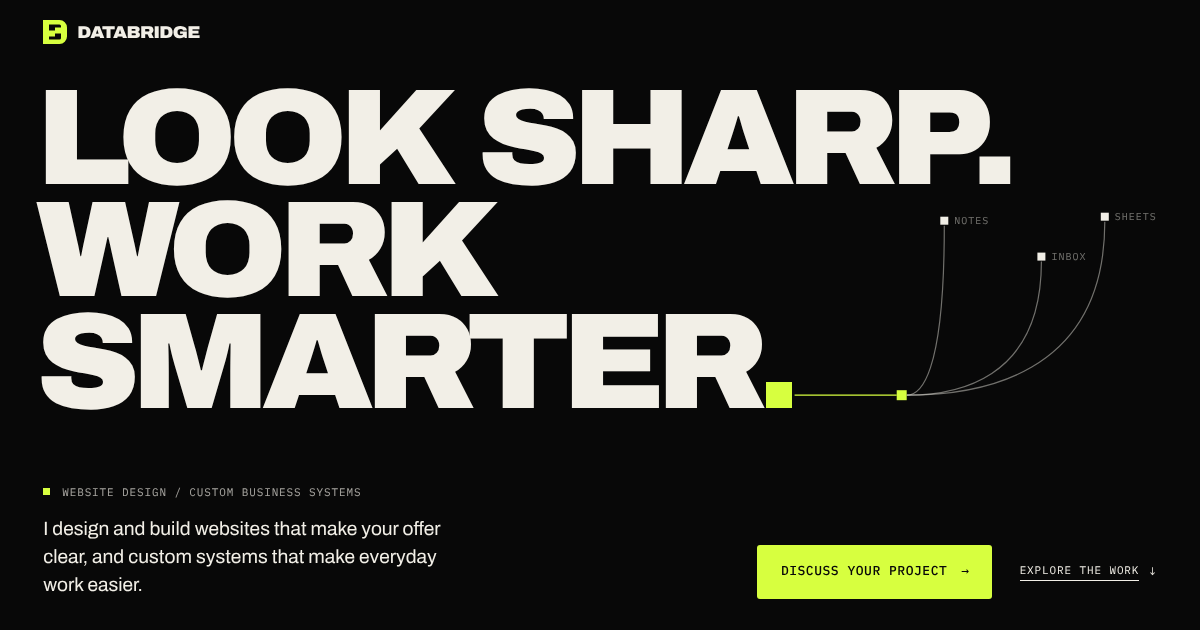 DATABRIDGE
LOOK SHARP.
WORK
SMARTER
NOTES
SHEETS
INBOX
WEBSITE DESIGN / CUSTOM BUSINESS SYSTEMS
I design and build websites that make your offer
clear, and custom systems that make everyday
work easier.
DISCUSS YOUR PROJECT →
EXPLORE THE WORK ↓